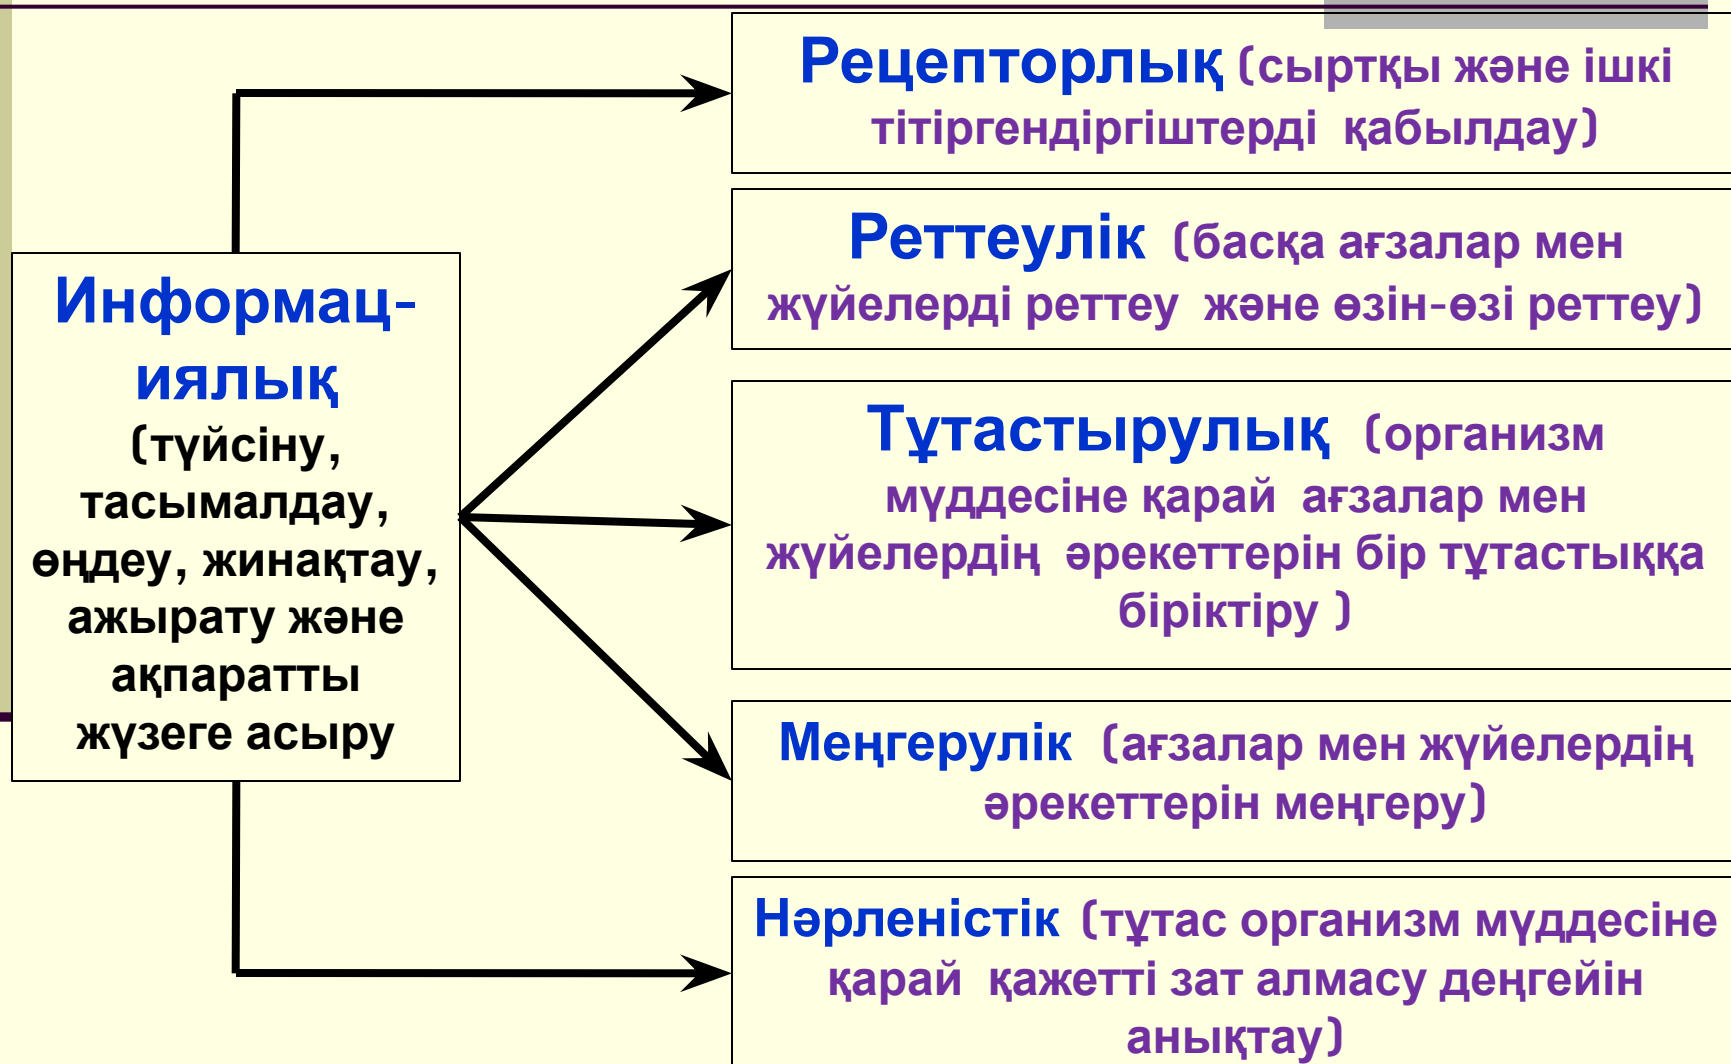 Информац-
иялық
(түйсіну,
тасымалдау,
өңдеу, жинақтау,
ажырату және
ақпаратты
жүзеге асыру
Рецепторлық (сыртқы және ішкі
тітіргендіргіштерді қабылдау)
Реттеулік (басқа ағзалар мен
жүйелерді реттеу және өзін-өзі реттеу)
Тұтастырулық (организм
мүддесіне қарай ағзалар мен
жүйелердің әрекеттерін бір тұтастыққа
біріктіру )
Меңгерулік (ағзалар мен жүйелердің
әрекеттерін меңгеру)
Нәрленістік (тұтас организм мүддесіне
қарай қажетті зат алмасу деңгейін
анықтау)